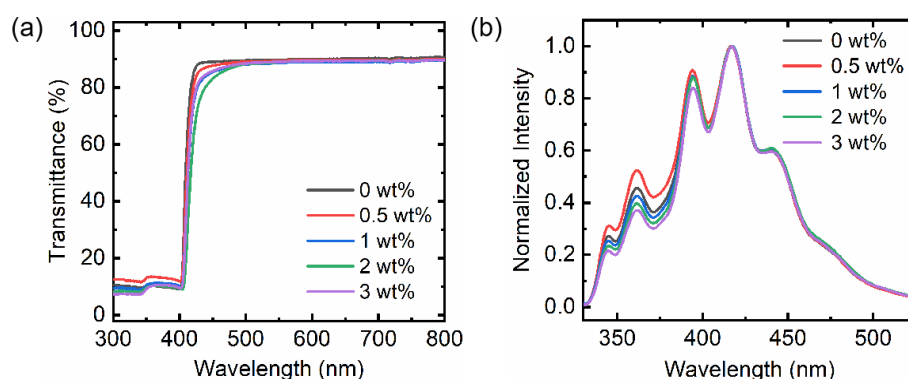 (a)
100
80
60
40
20
0
Transmittance (%)
0 wt%
0.5 wt%
1 wt%
2 wt%
3 wt%
300 400 500 600 700 800
Wavelength (nm)
(b)
1.0
0.8
0.6
0.4
0.2
0.0
Normalized Intensity
0 wt%
0.5 wt%
1 wt%
2 wt%
3 wt%
350 400 450 500
Wavelength (nm)